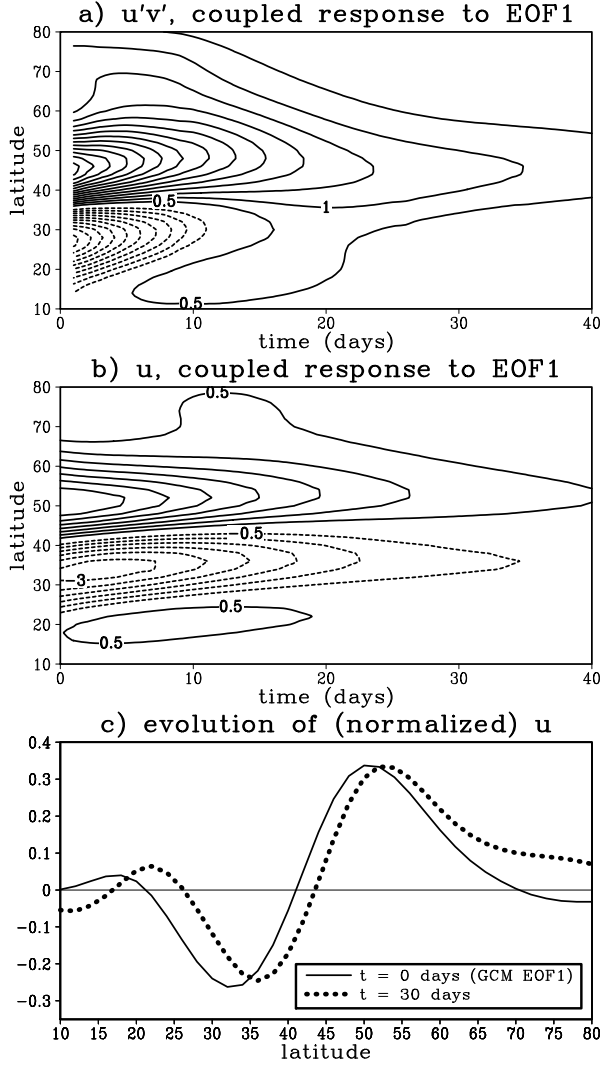 a) u'v', coupled response to EOF1
80
70
60
50
40
30
20
10
latitude
0.5
1
0.5
0 10 20 30 40
time (days)
b) u, coupled response to EOF1
80
70
60
50
40
30
20
10
latitude
0.5
0.5
3
0.5
0.5
0 10 20 30 40
time (days)
c) evolution of (normalized) u
0.4
0.3
0.2
0.1
0
-0.1
-0.2
-0.3
t = 0 days (GCM EOF1)
t = 30 days
10 15 20 25 30 35 40 45 50 55 60 65 70 75 80
latitude